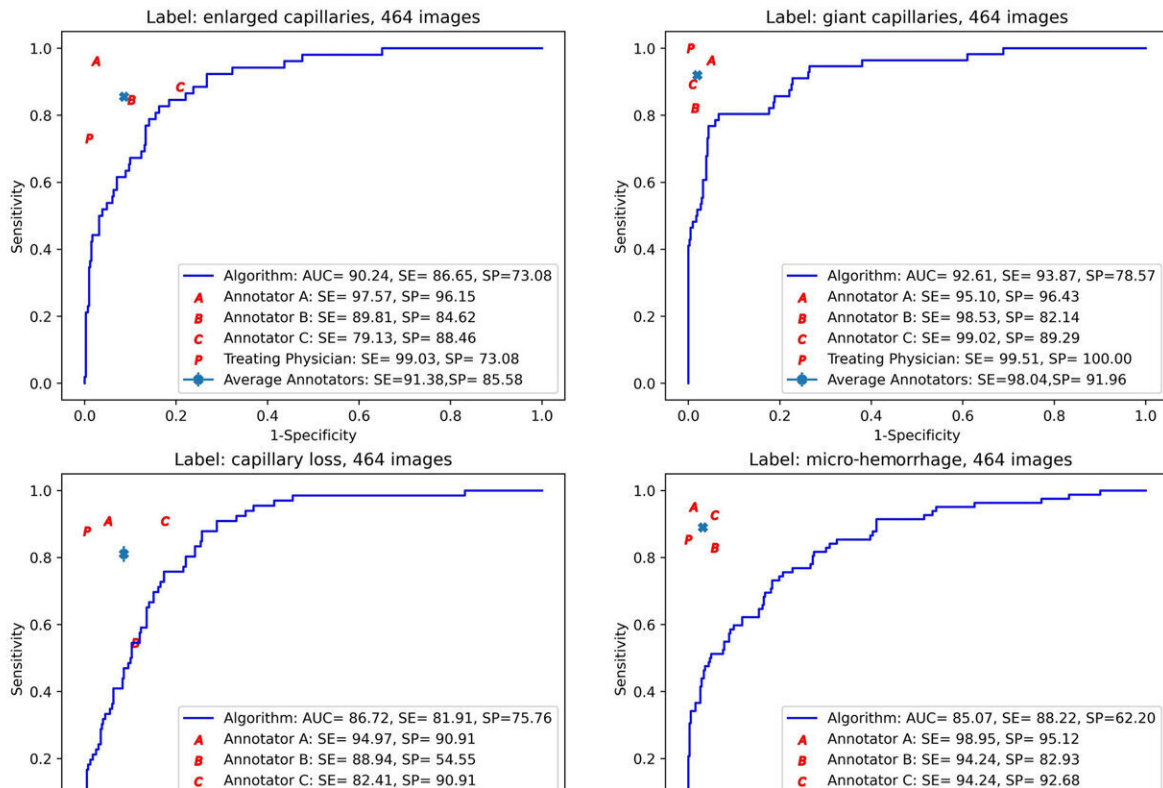 Label: enlarged capillaries, 464 images
1.0
0.8
0.6
0.4
0.2
0.0
Sensitivity
A
C
B
P
Algorithm: AUC= 90.24, SE= 86.65, SP=73.08
A Annotator A: SE= 97.57, SP= 96.15
B Annotator B: SE= 89.81, SP= 84.62
C Annotator C: SE= 79.13, SP= 88.46
P Treating Physician: SE= 99.03, SP= 73.08
Average Annotators: SE=91.38,SP= 85.58
0.0 0.2 0.4 0.6 0.8 1.0
1-Specificity
Label: giant capillaries, 464 images
1.0
0.8
0.6
0.4
0.2
0.0
Sensitivity
P
A
C
B
Algorithm: AUC= 92.61, SE= 93.87, SP=78.57
A Annotator A: SE= 95.10, SP= 96.43
B Annotator B: SE= 98.53, SP= 82.14
C Annotator C: SE= 99.02, SP= 89.29
P Treating Physician: SE= 99.51, SP= 100.00
Average Annotators: SE=98.04,SP= 91.96
0.0 0.2 0.4 0.6 0.8 1.0
1-Specificity
Label: capillary loss, 464 images
1.0
0.8
0.6
0.4
0.2
Sensitivity
A
C
P
B
Algorithm: AUC= 86.72, SE= 81.91, SP=75.76
A Annotator A: SE= 94.97, SP= 90.91
B Annotator B: SE= 88.94, SP= 54.55
C Annotator C: SE= 82.41, SP= 90.91
Label: micro-hemorrhage, 464 images
1.0
0.8
0.6
0.4
0.2
Sensitivity
A
C
P
B
Algorithm: AUC= 85.07, SE= 88.22, SP=62.20
A Annotator A: SE= 98.95, SP= 95.12
B Annotator B: SE= 94.24, SP= 82.93
C Annotator C: SE= 94.24, SP= 92.68